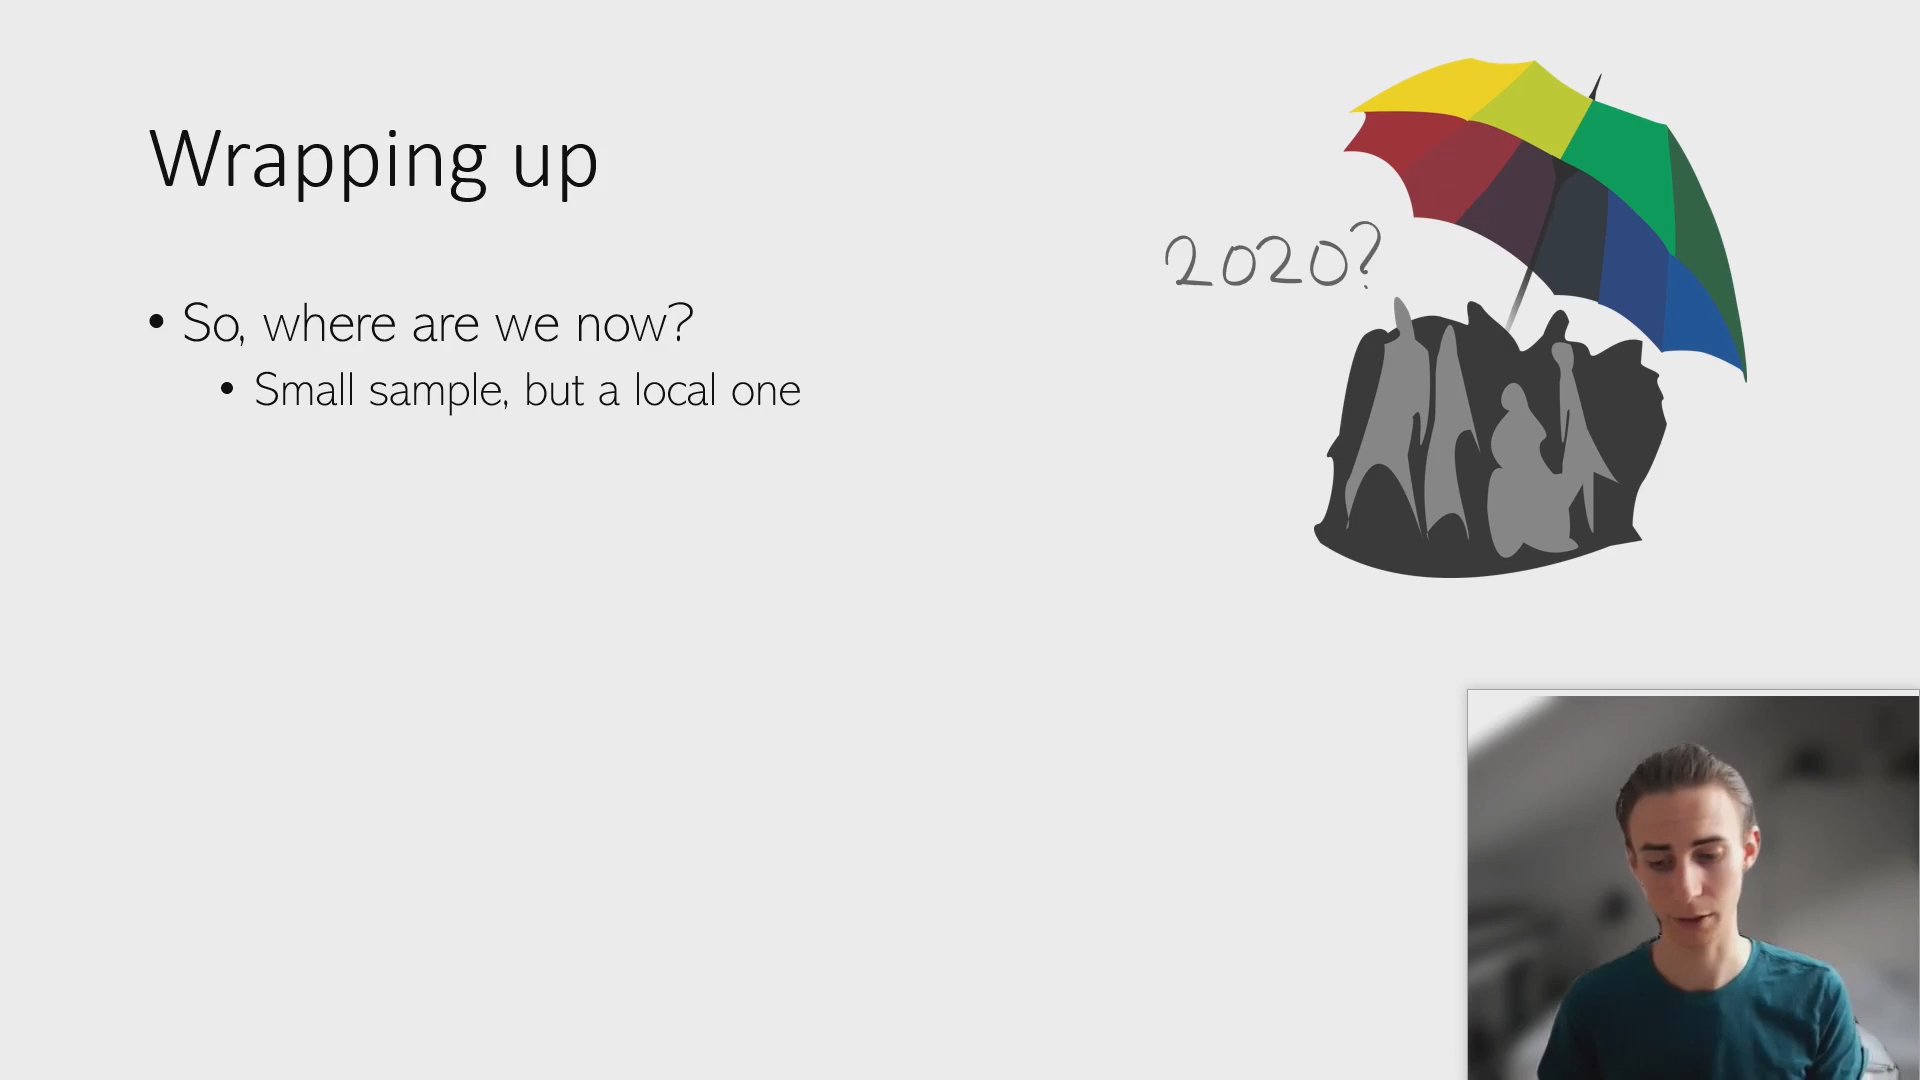 Wrapping up
• So, where are we now?
• Small sample, but a local one
2020?